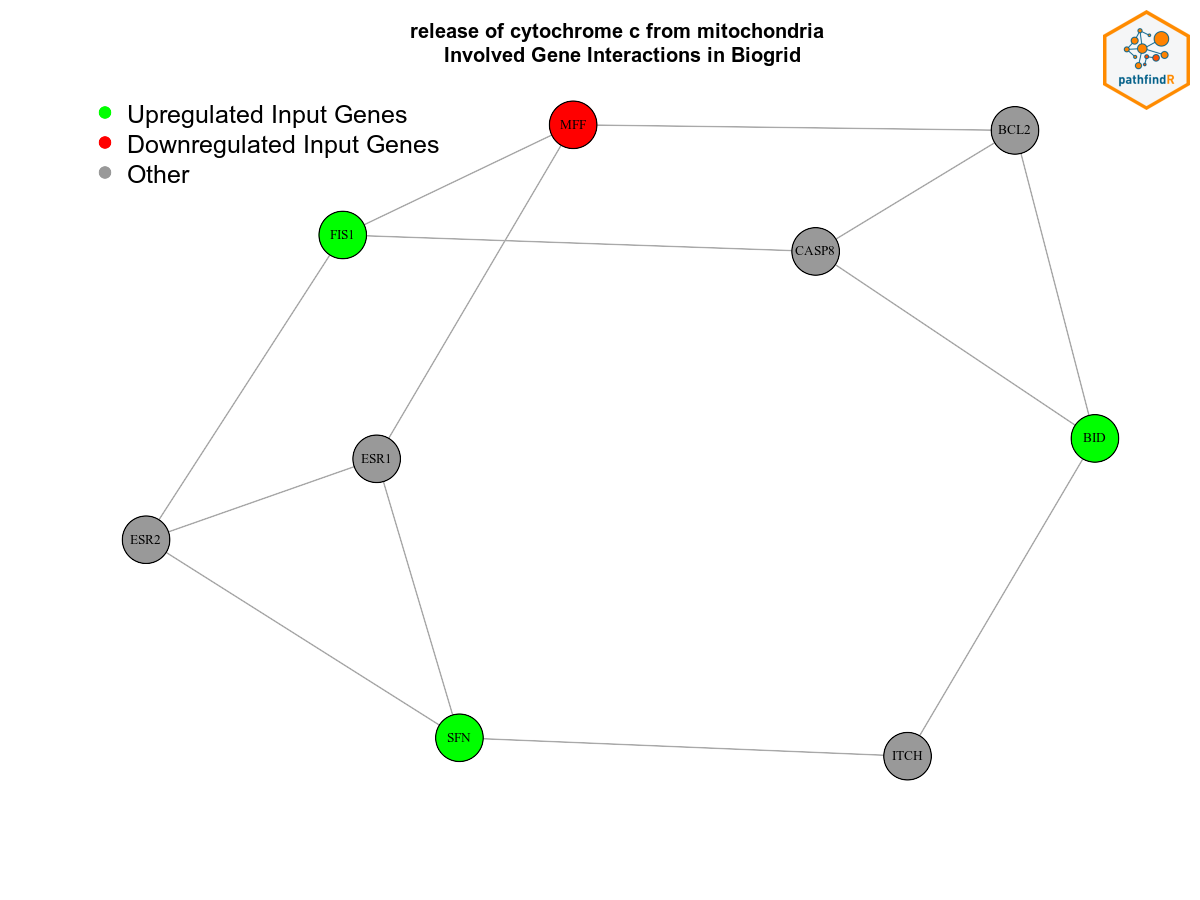 release of cytochrome c from mitochondria
Involved Gene Interactions in Biogrid
pathfindR
Upregulated Input Genes
Downregulated Input Genes
Other
MFF
BCL2
FIS1
CASP8
BID
ESR1
ESR2
SFN
ITCH